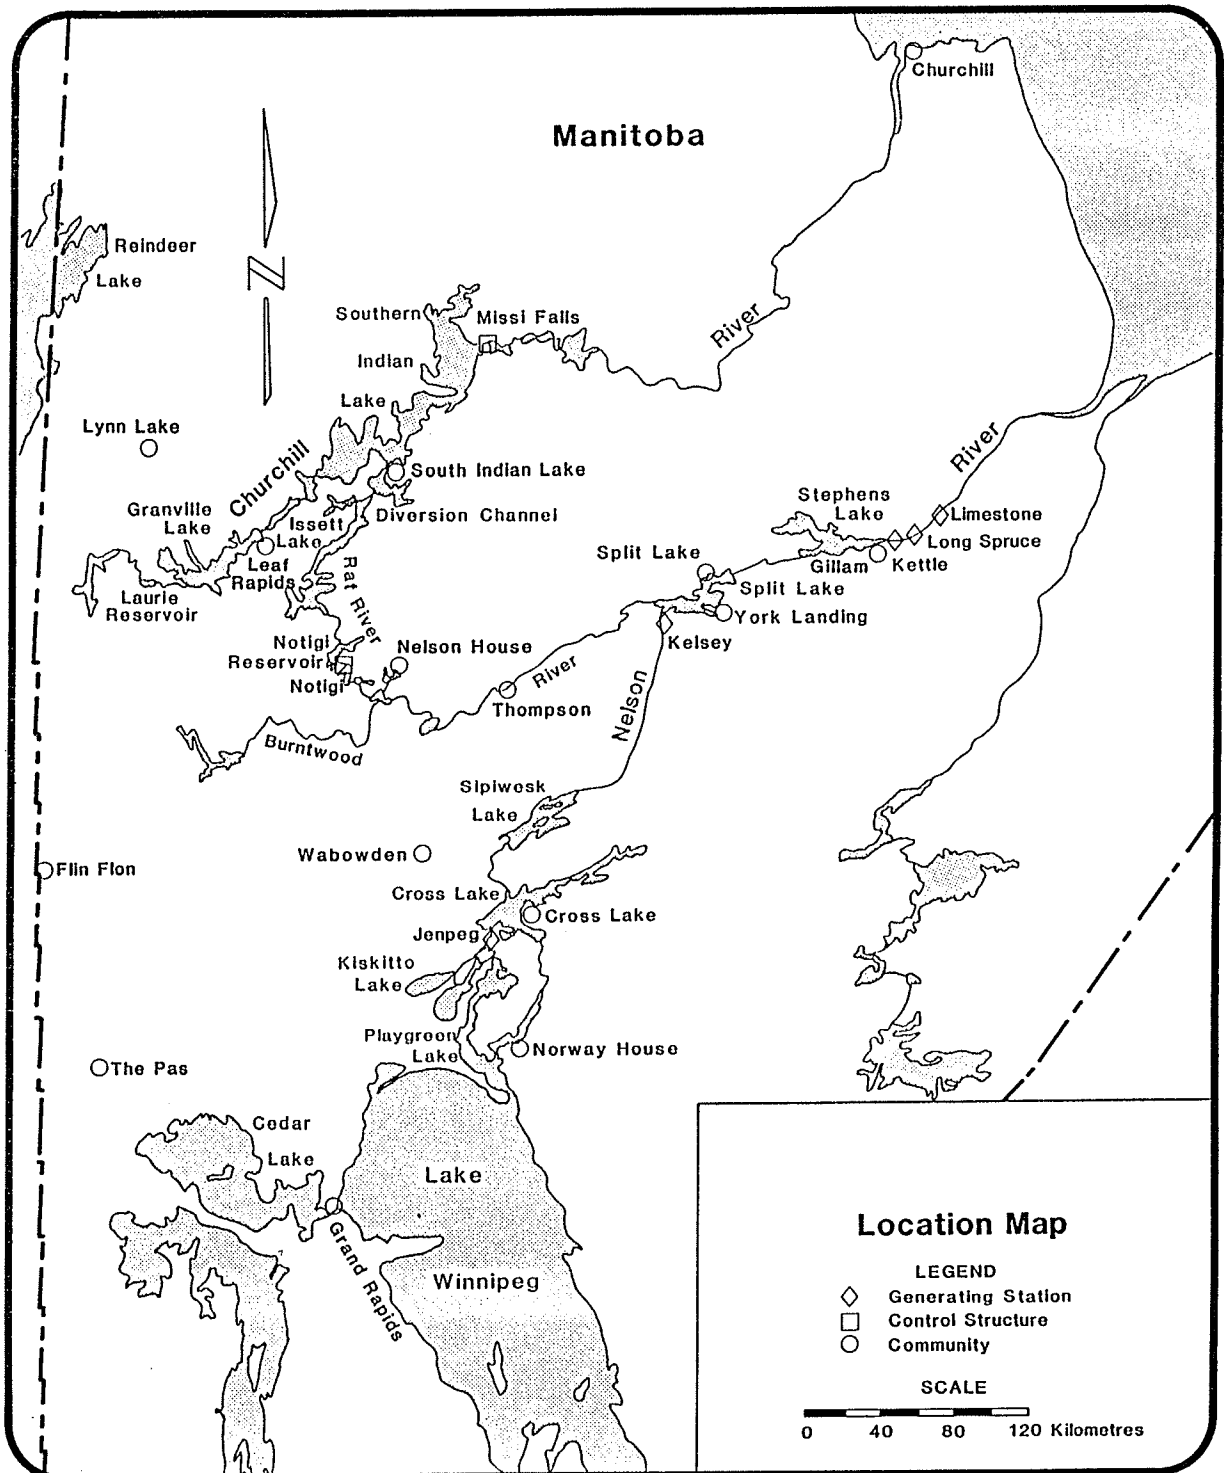 Churchill
Manitoba
Reindeer
Lake
N
Southern
Missi Falls
River
Indian
Lake
Lynn Lake
Churchill
South Indian Lake
River
Granville
Lake
Issett
Lake
Diversion Channel
Stephens
Lake
Limestone
Long Spruce
Leaf
Rapids
Split Lake
Gillam
Kettle
Laurie
Reservoir
Rat River
Split Lake
York Landing
Notigi
Reservoir
Nelson House
Kelsey
Notigi
River
Thompson
Nelson
Burntwood
Sipiwesk
Lake
Wabowden
Flin Flon
Cross Lake
Cross Lake
Jenpeg
Kiskitto
Lake
Playgreen
Lake
Norway House
The Pas
Cedar
Lake
Lake
Grand Rapids
Winnipeg
Location Map
LEGEND
Generating Station
Control Structure
Community
SCALE
0 40 80 120 Kilometres